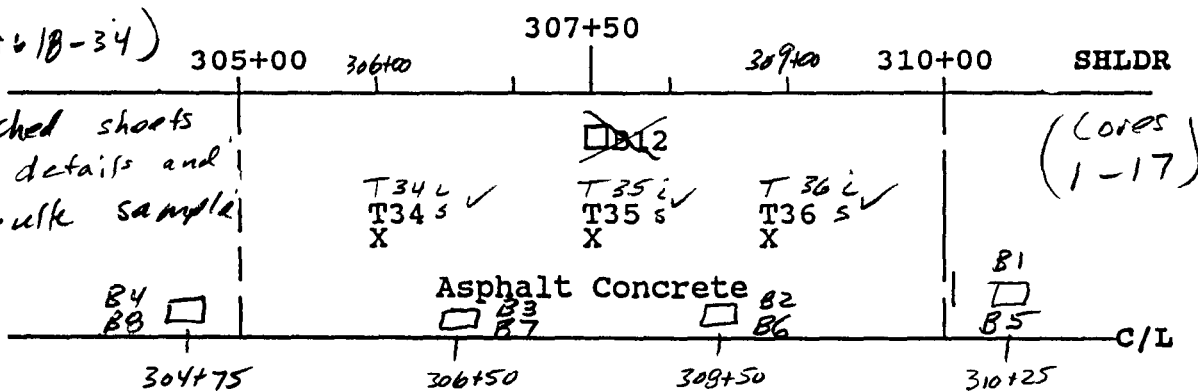 307+50
18-34)
305+00 306+00 309+00 310+00 SHLDR
ched sheets
details and
sample
B12
(Cores
1-17)
T34 i T35 i T36 i
T34 s ✓ T35 s ✓ T36 s ✓
X X X
B4 Asphalt Concrete B1
B8 B3 B2
B7 B6 B5
C/L
304+75 306+50 308+50 310+25